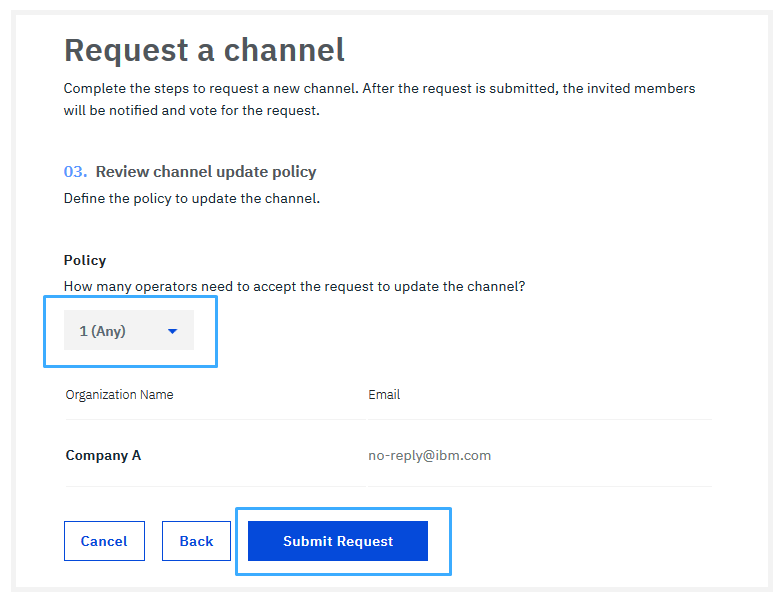 Request a channel
Complete the steps to request a new channel. After the request is submitted, the invited members
will be notified and vote for the request.
03. Review channel update policy
Define the policy to update the channel.
Policy
How many operators need to accept the request to update the channel?
1 (Any)
Organization Name Email
Company A no-reply@ibm.com
Cancel Back Submit Request